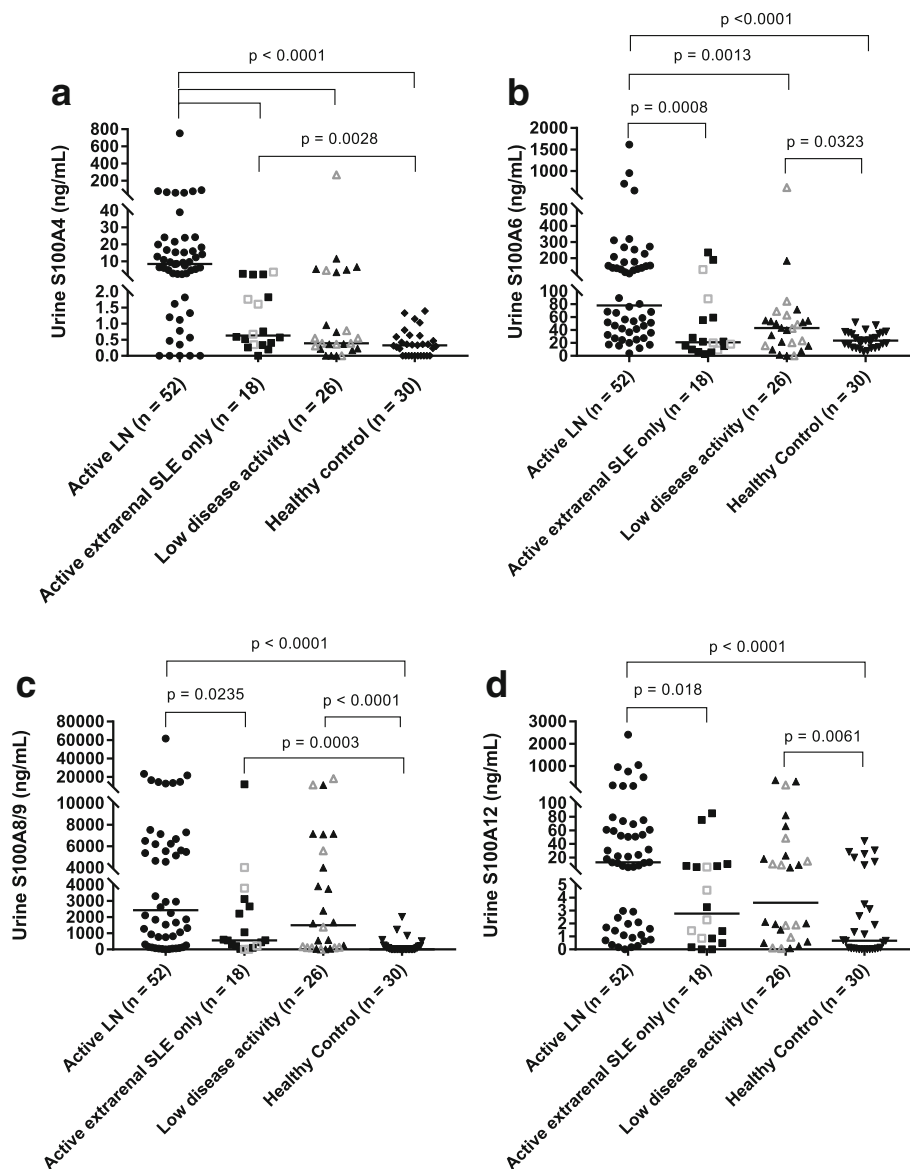 a
p < 0.0001
p = 0.0028
Urine S100A4 (ng/mL)
800
600
400
200
40
30
20
10
2.0
1.5
1.0
0.5
0.0
Active LN (n = 52)
Active extrarenal SLE only (n = 18)
Low disease activity (n = 26)
Healthy control (n = 30)
b
p <0.0001
p = 0.0013
p = 0.0008
p = 0.0323
Urine S100A6 (ng/mL)
2000
1500
1000
500
400
300
200
100
80
60
40
20
0
Active LN (n = 52)
Active extrarenal SLE only (n = 18)
Low disease activity (n = 26)
Healthy Control (n = 30)
c
p < 0.0001
p = 0.0235
p < 0.0001
p = 0.0003
Urine S100A8/9 (ng/mL)
80000
60000
40000
20000
10000
8000
6000
4000
4000
3000
2000
1000
0
Active LN (n = 52)
Active extrarenal SLE only (n = 18)
Low disease activity (n = 26)
Healthy Control (n = 30)
d
p < 0.0001
p = 0.018
p = 0.0061
Urine S100A12 (ng/mL)
3000
2000
1000
100
80
60
40
20
5
4
3
2
1
0
Active LN (n = 52)
Active extrarenal SLE only (n = 18)
Low disease activity (n = 26)
Healthy Control (n = 30)